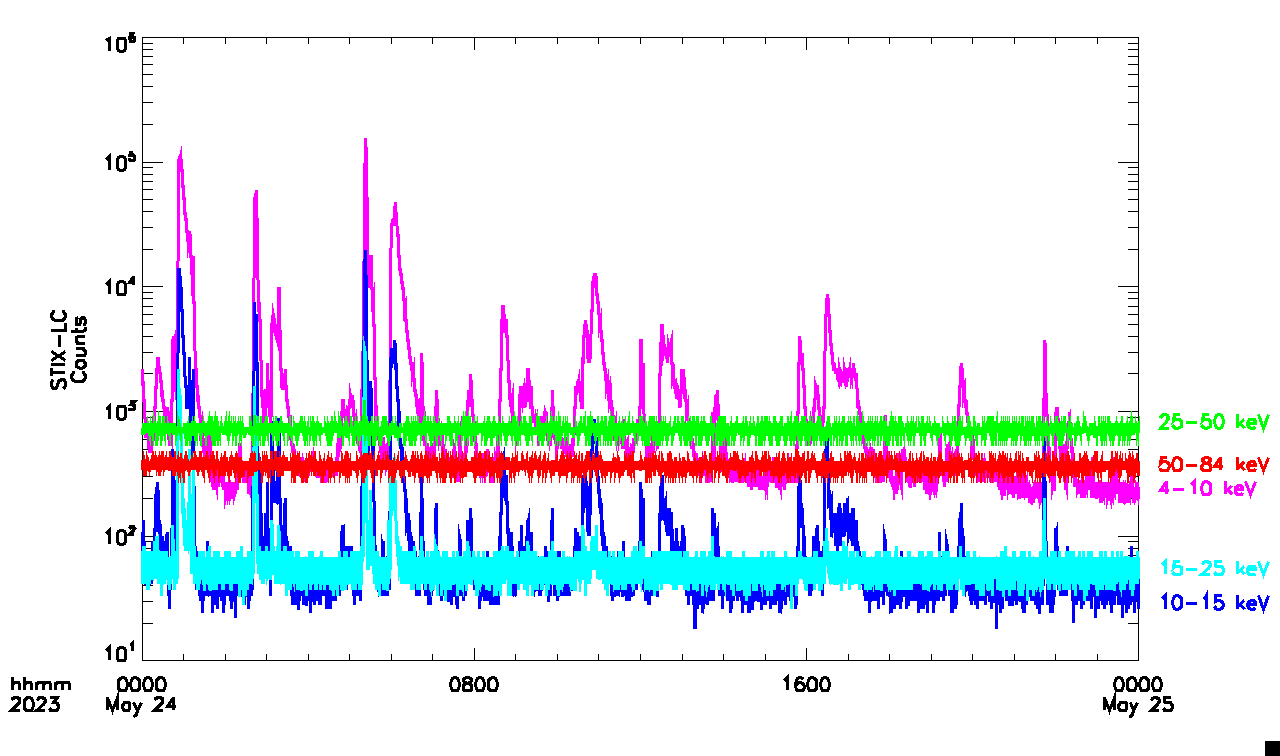 10⁶
10⁵
10⁴
10³
10²
10¹
STIX-LC
Counts
25-50 keV
50-84 keV
4-10 keV
15-25 keV
10-15 keV
hhmm 0000 0800 1600 0000
2023 May 24 May 25